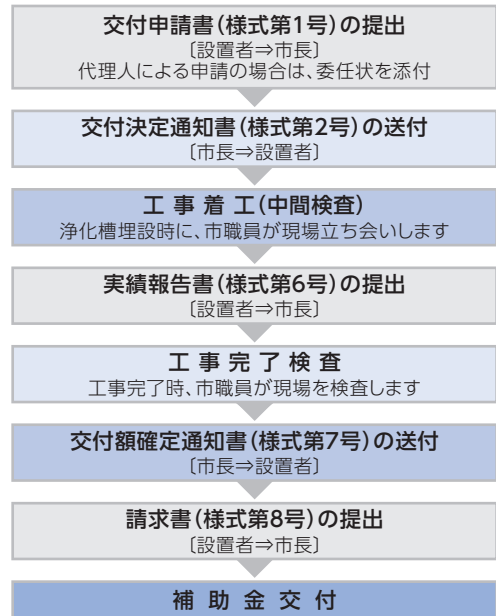 交付申請書(様式第1号)の提出
〔設置者⇒市長〕
代理人による申請の場合は、委任状を添付
交付決定通知書(様式第2号)の送付
〔市長⇒設置者〕
工事着工(中間検査)
浄化槽埋設時に、市職員が現場立ち会いします
実績報告書(様式第6号)の提出
〔設置者⇒市長〕
工事完了検査
工事完了時、市職員が現場を検査します
交付額確定通知書(様式第7号)の送付
〔市長⇒設置者〕
請求書(様式第8号)の提出
〔設置者⇒市長〕
補助金交付